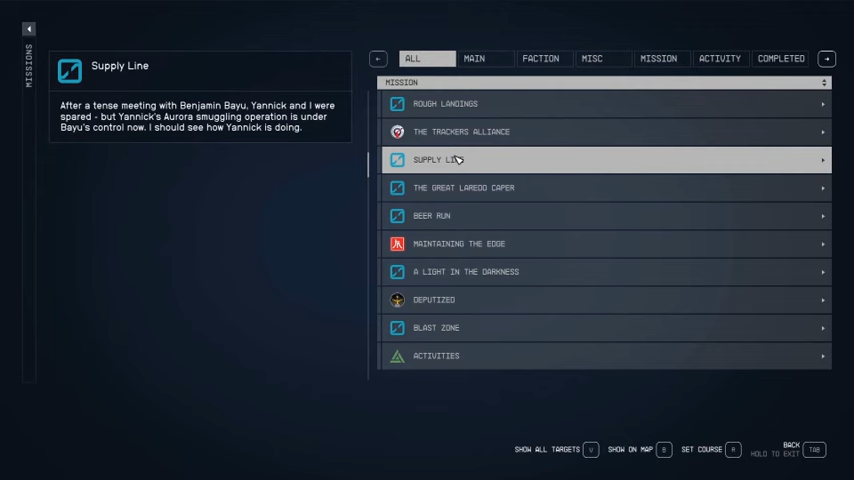 MISSIONS
Supply Line
After a tense meeting with Benjamin Bayu, Yannick and I were
spared - but Yannick's Aurora smuggling operation is under
Bayu's control now. I should see how Yannick is doing.
ALL MAIN FACTION MISC MISSION ACTIVITY COMPLETED
MISSION
ROUGH LANDINGS
THE TRACKERS ALLIANCE
SUPPLY LINE
THE GREAT LAREDO CAPER
BEER RUN
MAINTAINING THE EDGE
A LIGHT IN THE DARKNESS
DEPUTIZED
BLAST ZONE
ACTIVITIES
SHOW ALL TARGETS SHOW ON MAP B SET COURSE R BACK TAB
HOLD TO EXIT